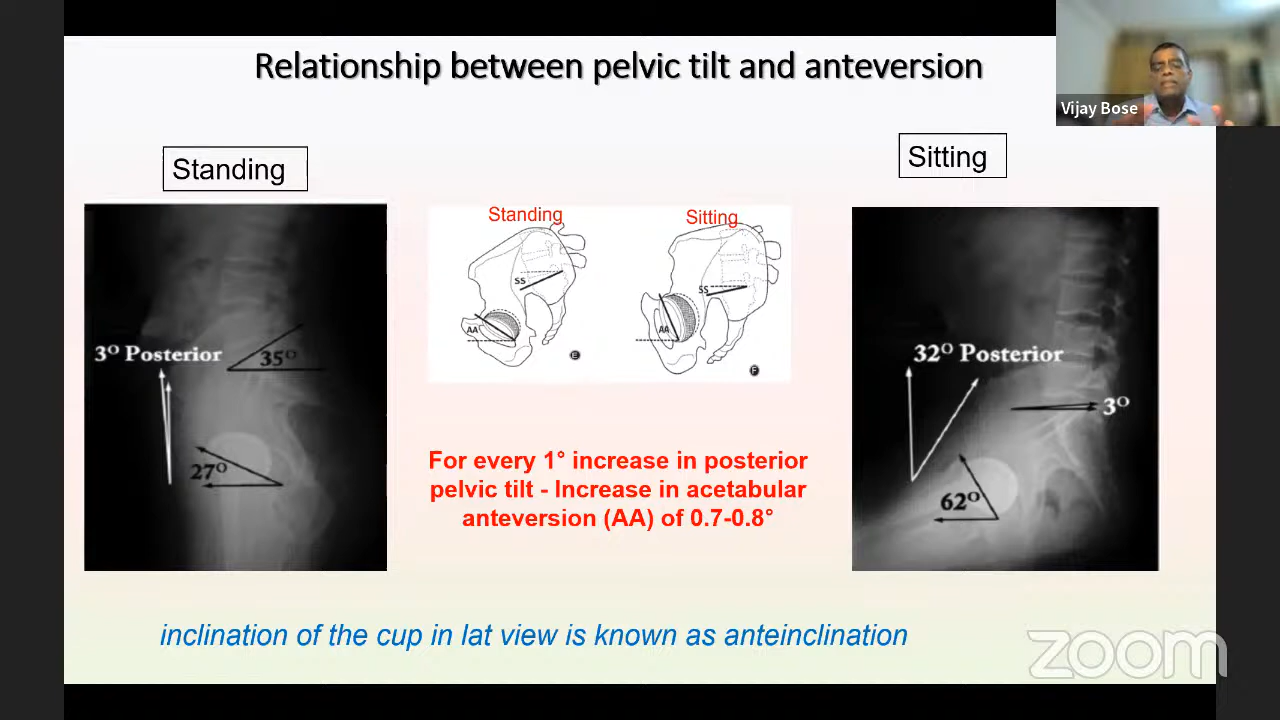 Relationship between pelvic tilt and anteversion
Vijay Bose
Standing
Sitting
3° Posterior
35°
27°
Standing
Sitting
SS
AA
E
SS
AA
F
For every 1° increase in posterior
pelvic tilt - Increase in acetabular
anteversion (AA) of 0.7-0.8°
32° Posterior
3°
62°
inclination of the cup in lat view is known as anteinclination
zoom